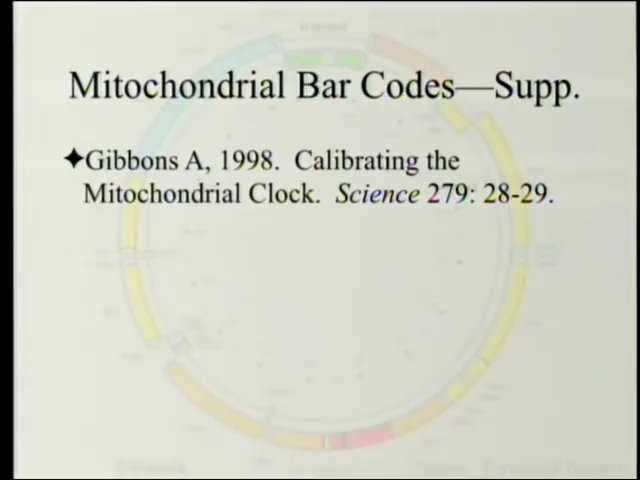 Mitochondrial Bar Codes—Supp.
✦Gibbons A, 1998.  Calibrating the
Mitochondrial Clock.  Science 279: 28-29.